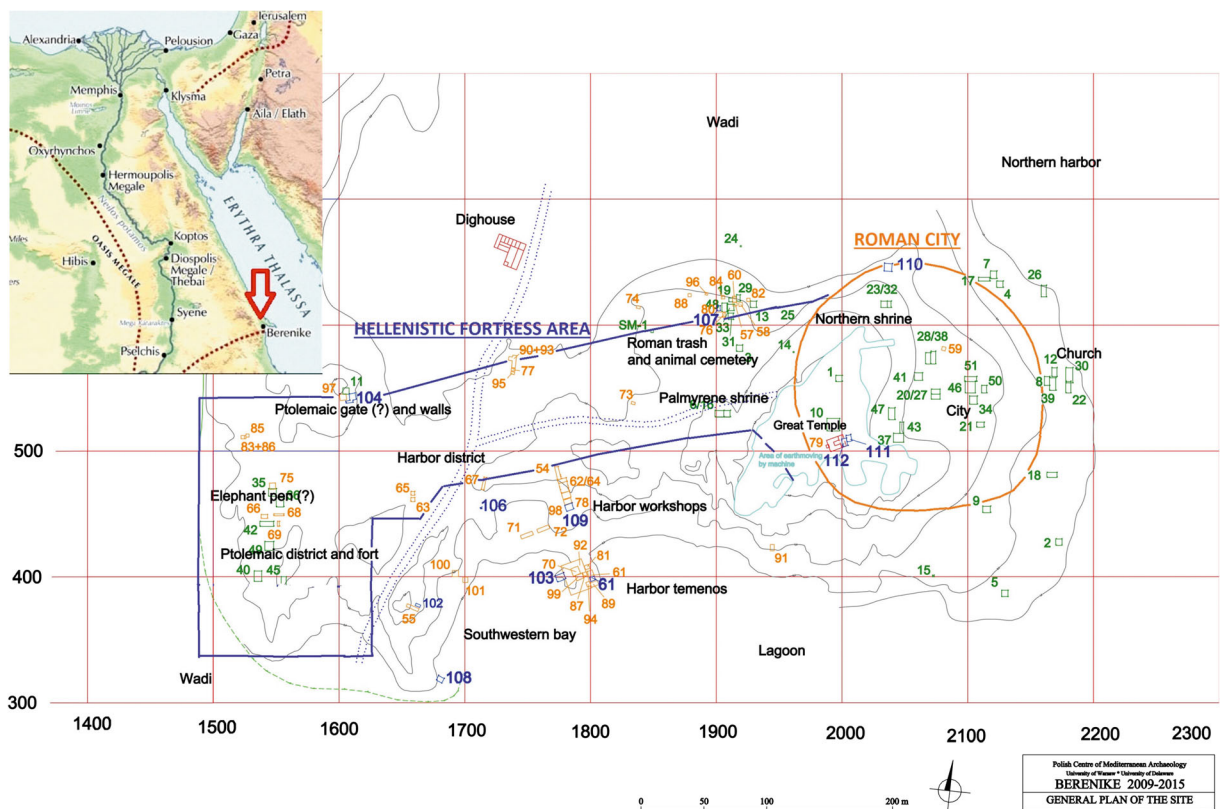 Jerusalem
Alexandria
Gaza
Pelousion
Petra
Memphis
Klysma
Aila / Elath
Oxyrhynchos
Hermoupolis
Megale
Neilos potamos
ERYTHRA THALASSA
OASIS MEGALE
Koptos
Hibis
Diospolis
Megale /
Thebai
Syene
Berenike
Pselchis
Wadi
Northern harbor
Dighouse
ROMAN CITY
HELLENISTIC FORTRESS AREA
24
110
7
17
4
26
23/32
Northern shrine
96
84
60
19
29
82
88
74
48
80
107
13
25
SM-1
76
33
57
58
31
Roman trash
and animal cemetery
14
28/38
59
90+93
77
95
97
11
104
Ptolemaic gate (?) and walls
73
Palmyrene shrine
1
41
20/27
51
46
50
City
34
21
12
Church
30
8
39
22
10
Great Temple
79
47
43
37
111
112
Area of earthmoving
by machine
500
85
83+86
Harbor district
54
67
62/64
35
75
Elephant pen (?)
66
68
42
69
65
63
106
98
78
Harbor workshops
109
18
9
49
Ptolemaic district and fort
40
45
71
72
92
91
2
400
100
101
70
81
103
61
61
Harbor temenos
99
87
89
94
15
5
102
55
Southwestern bay
Lagoon
Wadi
108
300
1400
1500
1600
1700
1800
1900
2000
2100
2200
2300
0
50
100
200 m
Polish Centre of Mediterranean Archaeology
University of Warsaw * University of Delaware
BERENIKE 2009-2015
GENERAL PLAN OF THE SITE